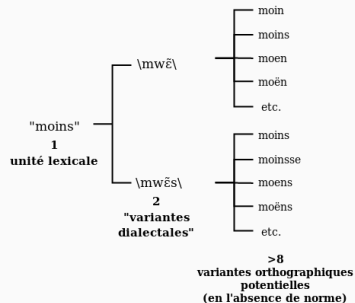 moin
moins
\mwɛ̃\
moen
moën
etc.
"moins"
1
unité lexicale
moins
moinsse
\mwɛ̃s\
moens
2
"variantes
dialectales"
moëns
etc.
>8
variantes orthographiques
potentielles
(en l'absence de norme)